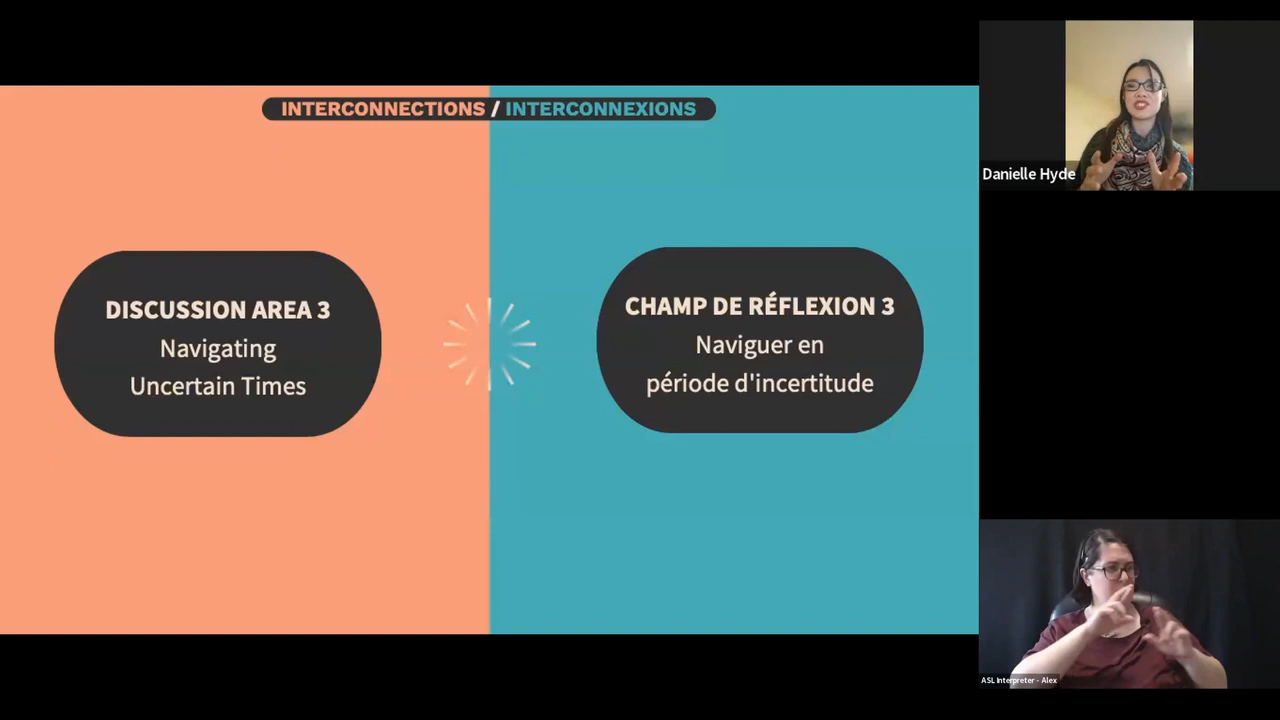 INTERCONNECTIONS / INTERCONNEXIONS
DISCUSSION AREA 3
Navigating
Uncertain Times
CHAMP DE RÉFLEXION 3
Naviguer en
période d'incertitude
Danielle Hyde
ASL Interpreter - Alex